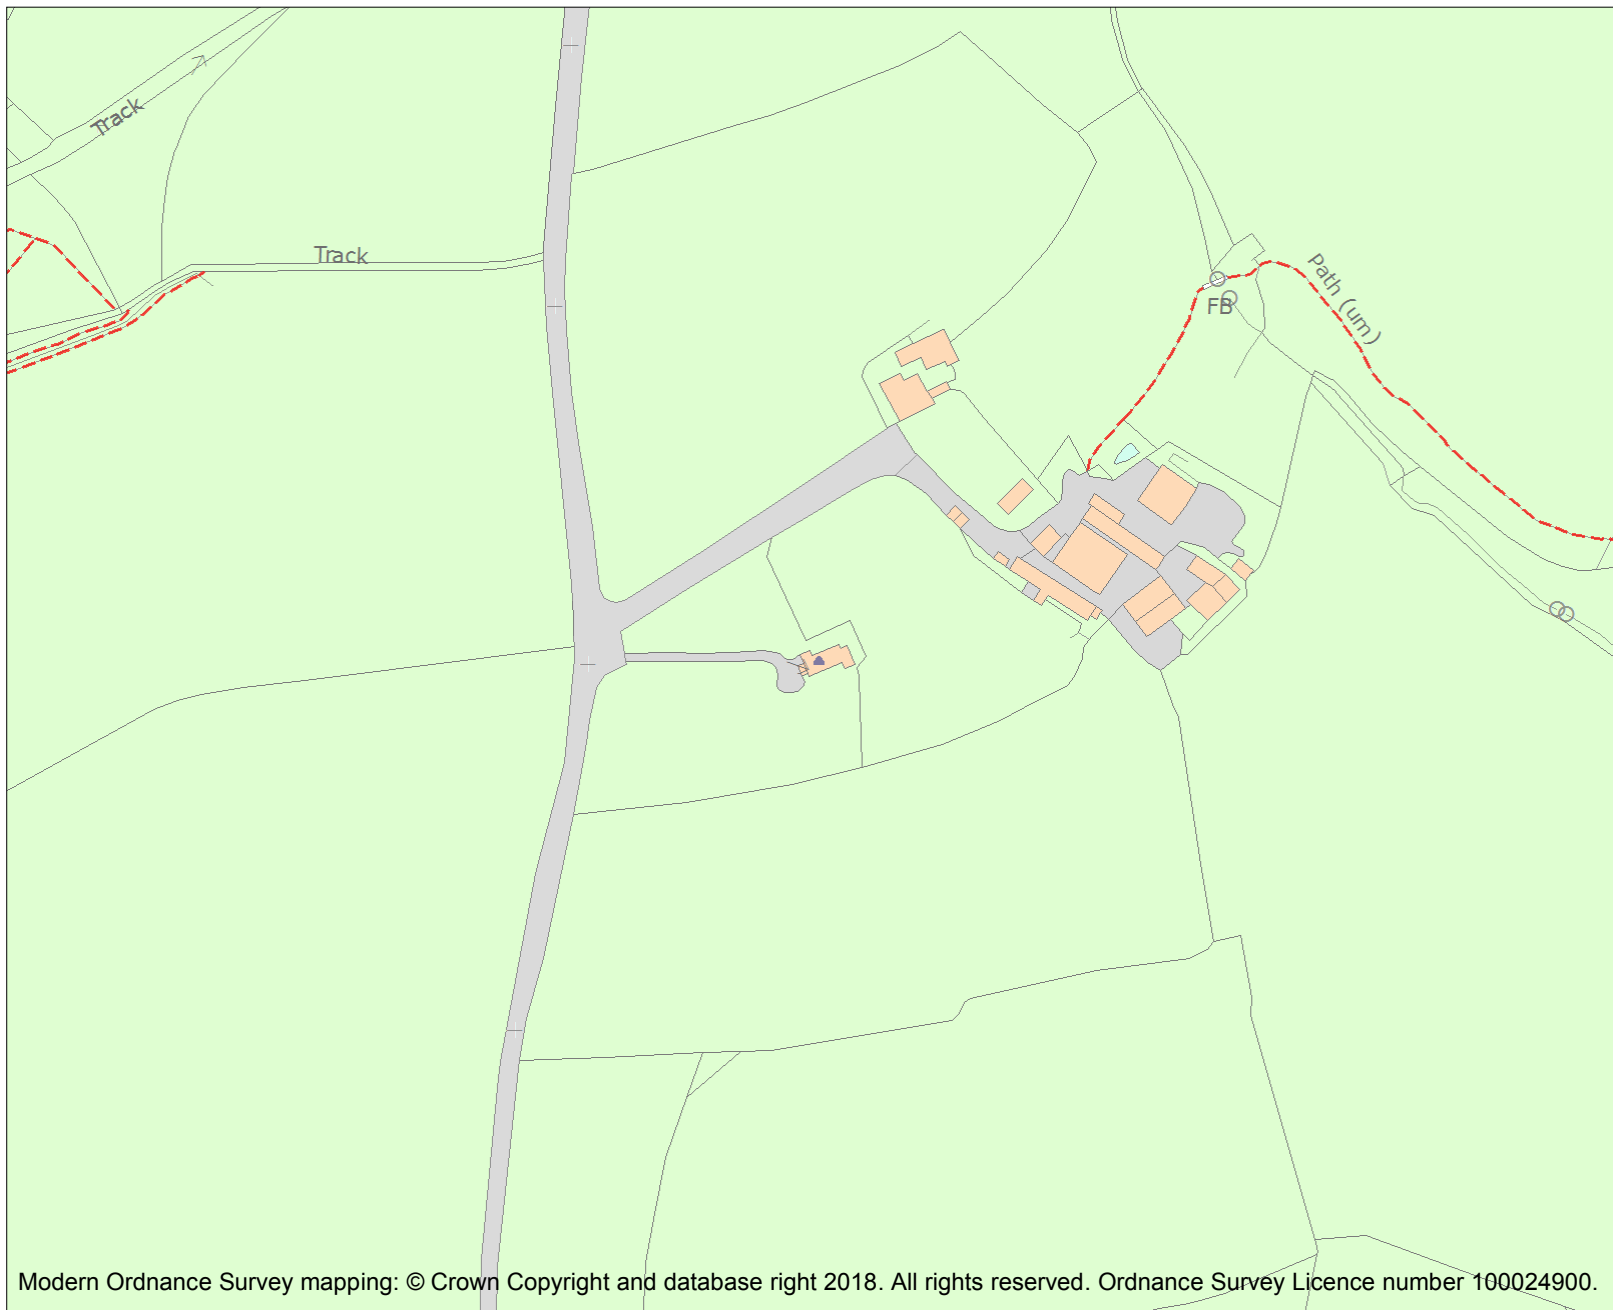 Track
Track
Path (um)
FB
Modern Ordnance Survey mapping: © Crown Copyright and database right 2018. All rights reserved. Ordnance Survey Licence number 100024900.